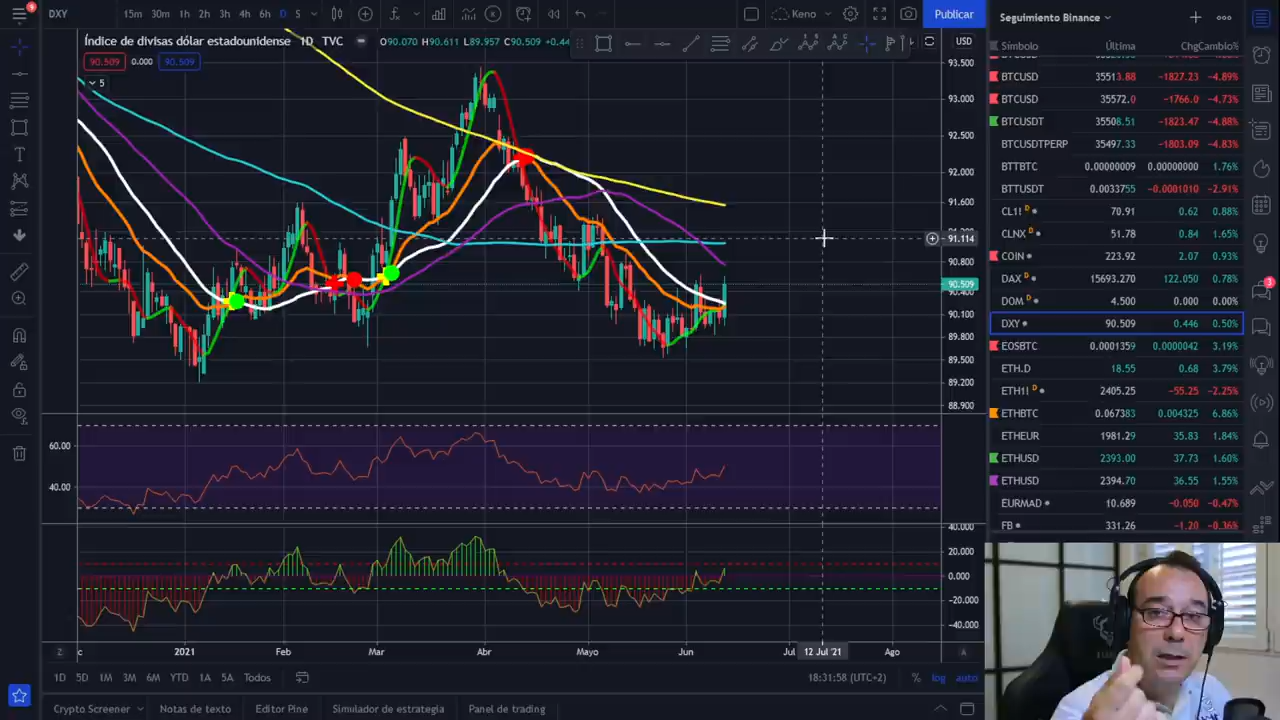 9
DXY
15m 30m 1h 2h 3h 4h 6h D S
Keno
Publicar
Índice de divisas dólar estadounidense 1D TVC
O90.070 H90.611 L89.957 C90.509 +0.44
USD
90.509 0.000 90.509
5
93.500
93.000
92.500
92.000
91.600
91.114
90.800
90.509
90.400
90.100
89.800
89.500
89.200
88.900
60.00
40.00
40.000
20.000
0.000
−20.000
−40.000
Z
2021 Feb Mar Abr Mayo Jun Jul 12 Jul '21 Ago
A
1D 5D 1M 3M 6M YTD 1A 5A Todos
18:31:58 (UTC+2) % log auto
Crypto Screener Notas de texto Editor Pine Simulador de estrategia Panel de trading
Seguimiento Binance
Símbolo Última Chg Cambio%
BTCUSD 35513.88 −1827.23 −4.89%
BTCUSD 35572.0 −1766.0 −4.73%
BTCUSDT 35508.51 −1823.47 −4.88%
BTCUSDTPERP 35497.33 −1803.09 −4.83%
BTTBTC 0.00000009 0.00000000 1.76%
BTTUSDT 0.0033755 −0.0001010 −2.91%
CL1! D 70.91 0.62 0.88%
CLNX D 51.78 0.84 1.65%
COIN 223.92 2.07 0.93%
DAX D 15693.270 122.050 0.78%
DOM D 4.500 0.000 0.00%
DXY 90.509 0.446 0.50%
EOSBTC 0.0001359 0.0000042 3.19%
ETH.D 18.55 0.68 3.79%
ETH1! D 2405.25 −55.25 −2.25%
ETHBTC 0.067383 0.004325 6.86%
ETHEUR 1981.29 35.83 1.84%
ETHUSD 2393.00 37.73 1.60%
ETHUSD 2394.70 36.55 1.55%
EURMAD 10.689 −0.050 −0.47%
FB 331.26 −1.20 −0.36%
3